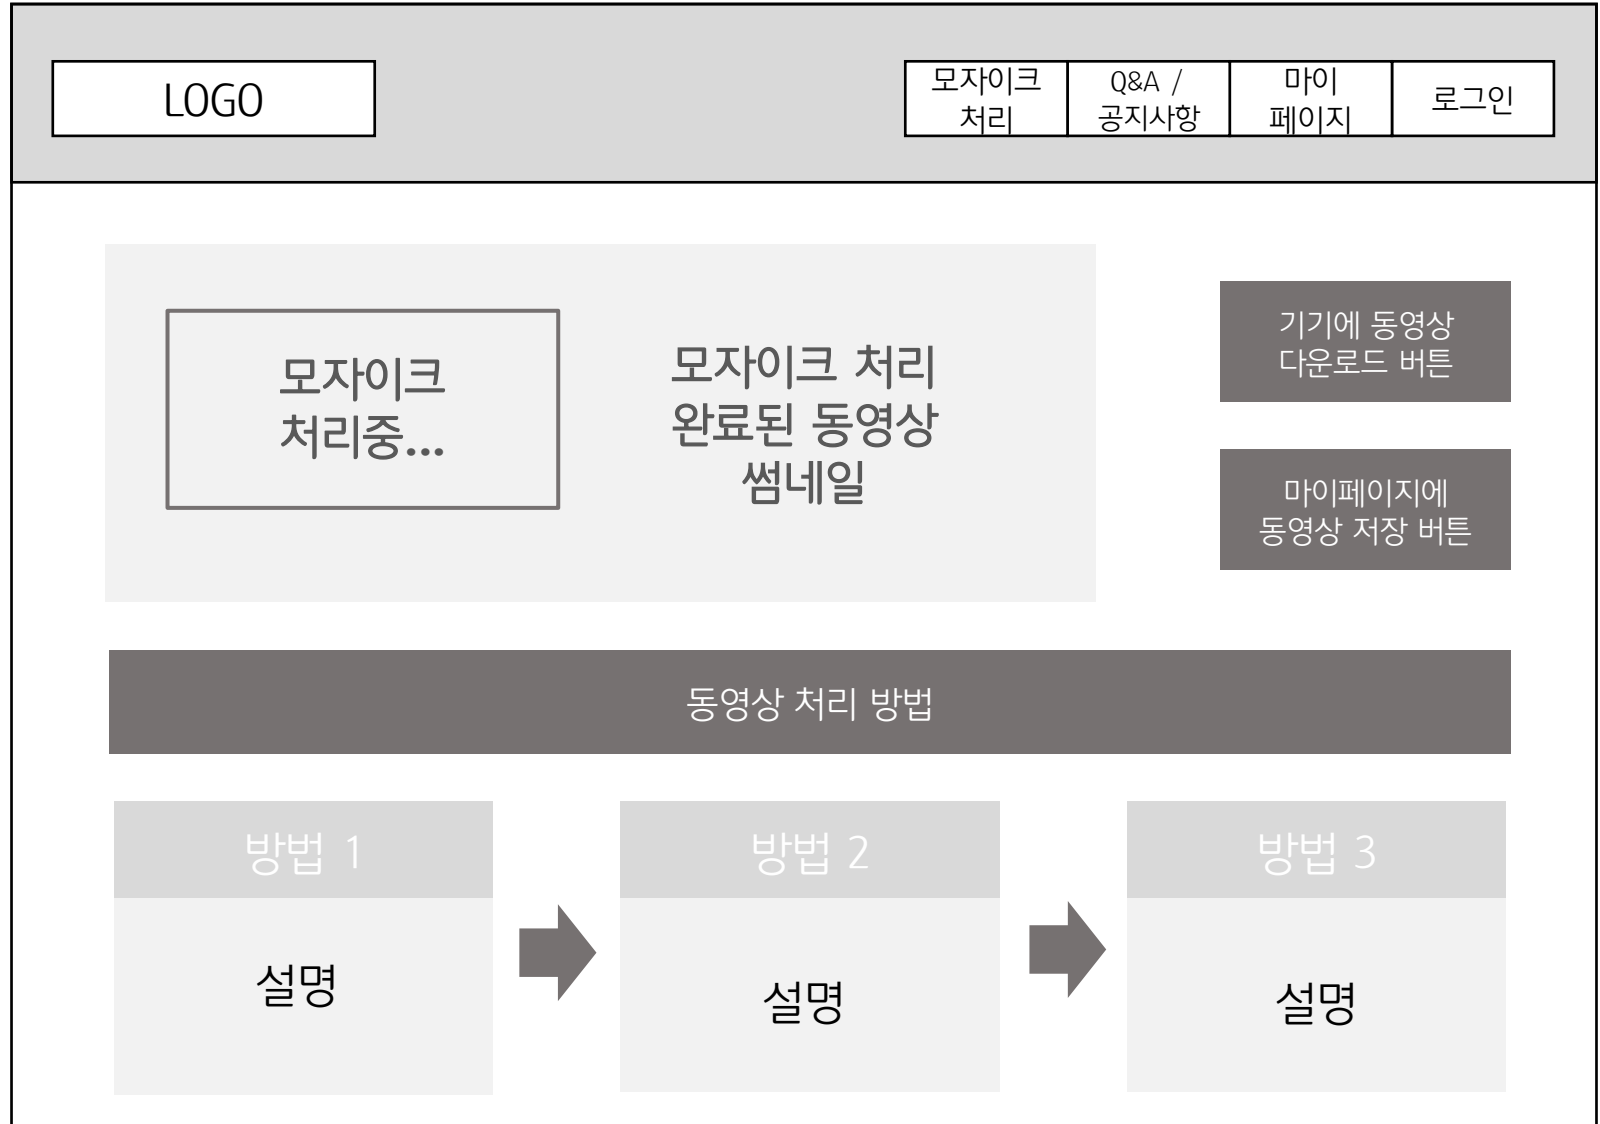 LOGO
모자이크
처리
Q&A /
공지사항
마이
페이지
로그인
모자이크
처리중...
모자이크 처리
완료된 동영상
썸네일
기기에 동영상
다운로드 버튼
마이페이지에
동영상 저장 버튼
동영상 처리 방법
방법 1
설명
방법 2
설명
방법 3
설명